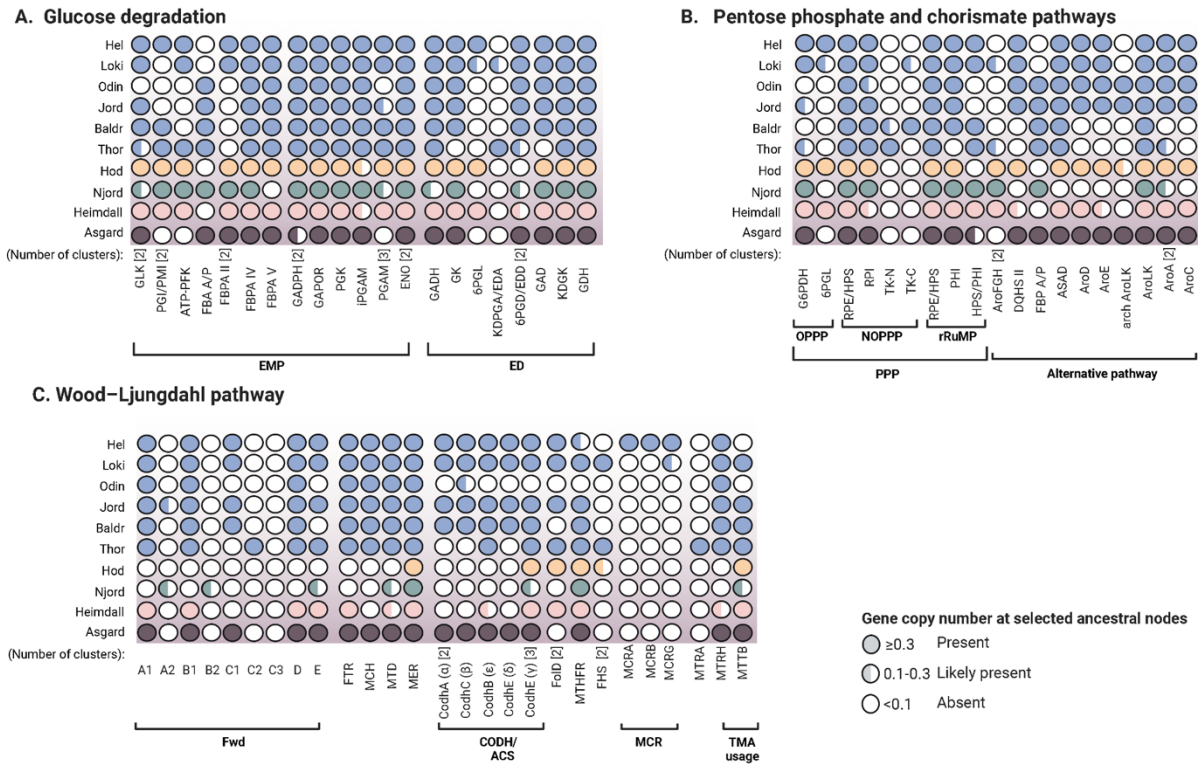 A. Glucose degradation
Hel
Loki
Odin
Jord
Baldr
Thor
Hod
Njord
Heimdall
Asgard
(Number of clusters):
GLK [2]
PGI/PMI [2]
ATP-PFK
FBA A/P
FBPA II [2]
FBPA IV
FBPA V
GADPH [2]
GAPOR
PGK
iPGAM
PGAM [3]
ENO [2]
GADH
GK
6PGL
KDPGA/EDA
6PGD/EDD [2]
GAD
KDGK
GDH
EMP
ED
B. Pentose phosphate and chorismate pathways
Hel
Loki
Odin
Jord
Baldr
Thor
Hod
Njord
Heimdall
Asgard
(Number of clusters):
G6PDH
6PGL
RPE/HPS
RPI
TK-N
TK-C
RPE/HPS
PHI
HPS/PHI
AroFGH [2]
DQHS II
FBP A/P
ASAD
AroD
AroE
arch AroLK
AroLK
AroA [2]
AroC
OPPP
NOPPP
rRuMP
PPP
Alternative pathway
C. Wood–Ljungdahl pathway
Hel
Loki
Odin
Jord
Baldr
Thor
Hod
Njord
Heimdall
Asgard
(Number of clusters):
A1
A2
B1
B2
C1
C2
C3
D
E
FTR
MCH
MTD
MER
CodhA (α) [2]
CodhC (β)
CodhB (ε)
CodhE (δ)
CodhE (γ) [3]
FolD [2]
MTHFR
FHS [2]
MCRA
MCRB
MCRG
MTRA
MTRH
MTTB
Fwd
CODH/
ACS
MCR
TMA
usage
Gene copy number at selected ancestral nodes
≥0.3 Present
0.1-0.3 Likely present
<0.1 Absent